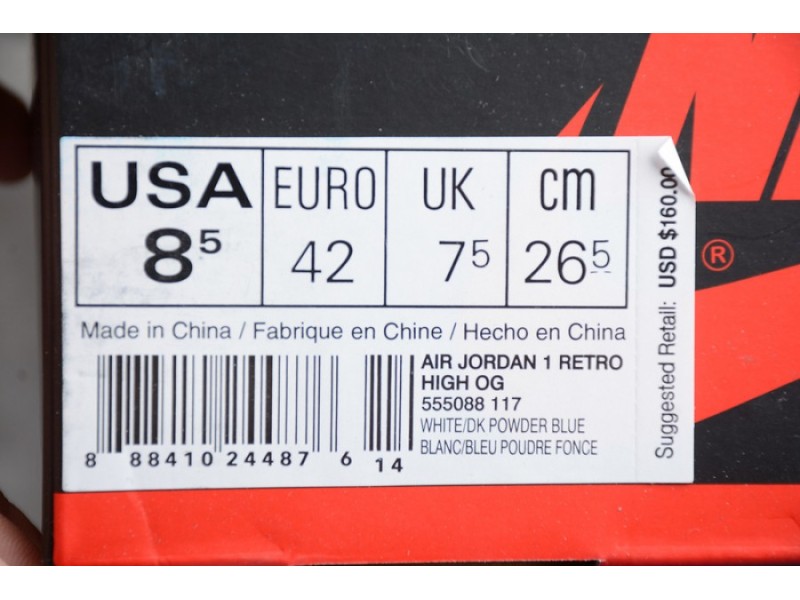 USA EURO UK cm
8⁵ 42 7⁵ 26⁵
Made in China / Fabrique en Chine / Hecho en China
AIR JORDAN 1 RETRO
HIGH OG
555088 117
WHITE/DK POWDER BLUE
BLANC/BLEU POUDRE FONCE
8 88410 24487 6 14
Suggested Retail: USD $160.00
®